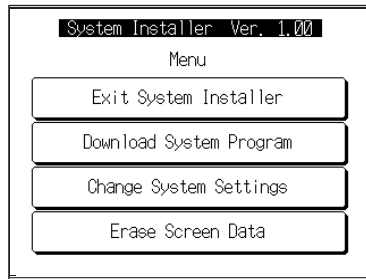 System Installer Ver. 1.00
Menu
Exit System Installer
Download System Program
Change System Settings
Erase Screen Data